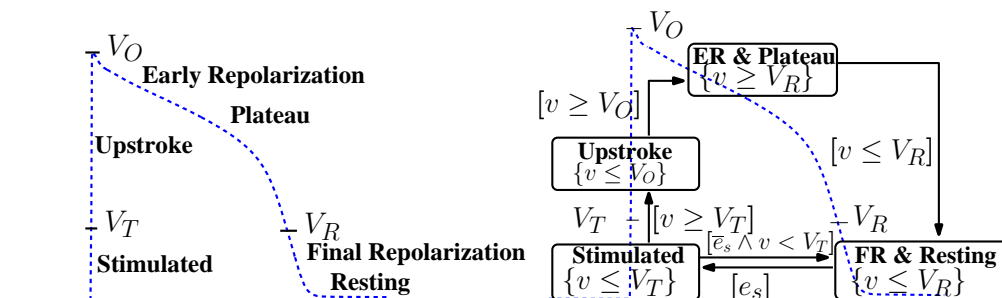 V_O
Early Repolarization
Plateau
Upstroke
V_T
V_R
Stimulated
Final Repolarization
Resting
V_O
ER & Plateau
{v ≥ V_R}
[v ≥ V_O]
Upstroke
{v ≤ V_O}
[v ≤ V_R]
V_T
[v ≥ V_T]
V_R
[e̅_s ∧ v < V_T]
Stimulated
{v ≤ V_T}
FR & Resting
{v ≤ V_R}
[e_s]